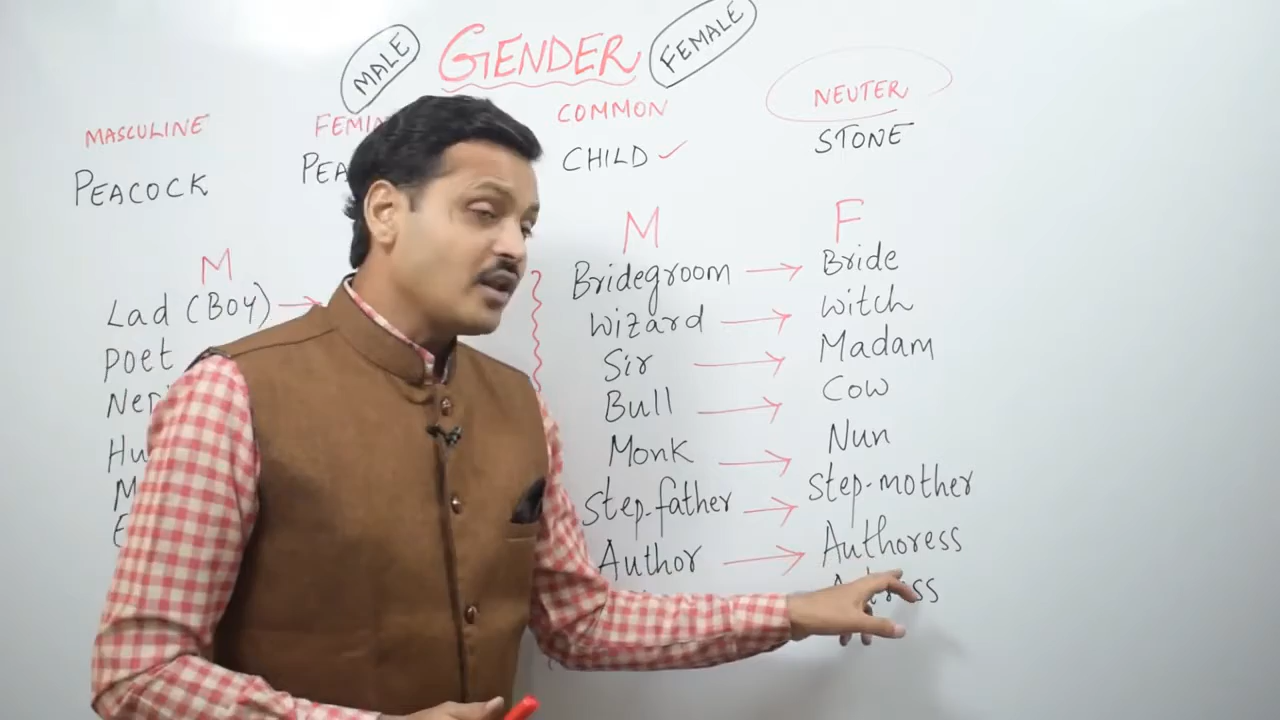 MALE GENDER FEMALE
MASCULINE COMMON NEUTER
PEACOCK CHILD STONE
M
Lad (Boy)
Poet
M F
Bridegroom Bride
Wizard Witch
Sir Madam
Bull Cow
Monk Nun
Step-father Step-mother
Author Authoress